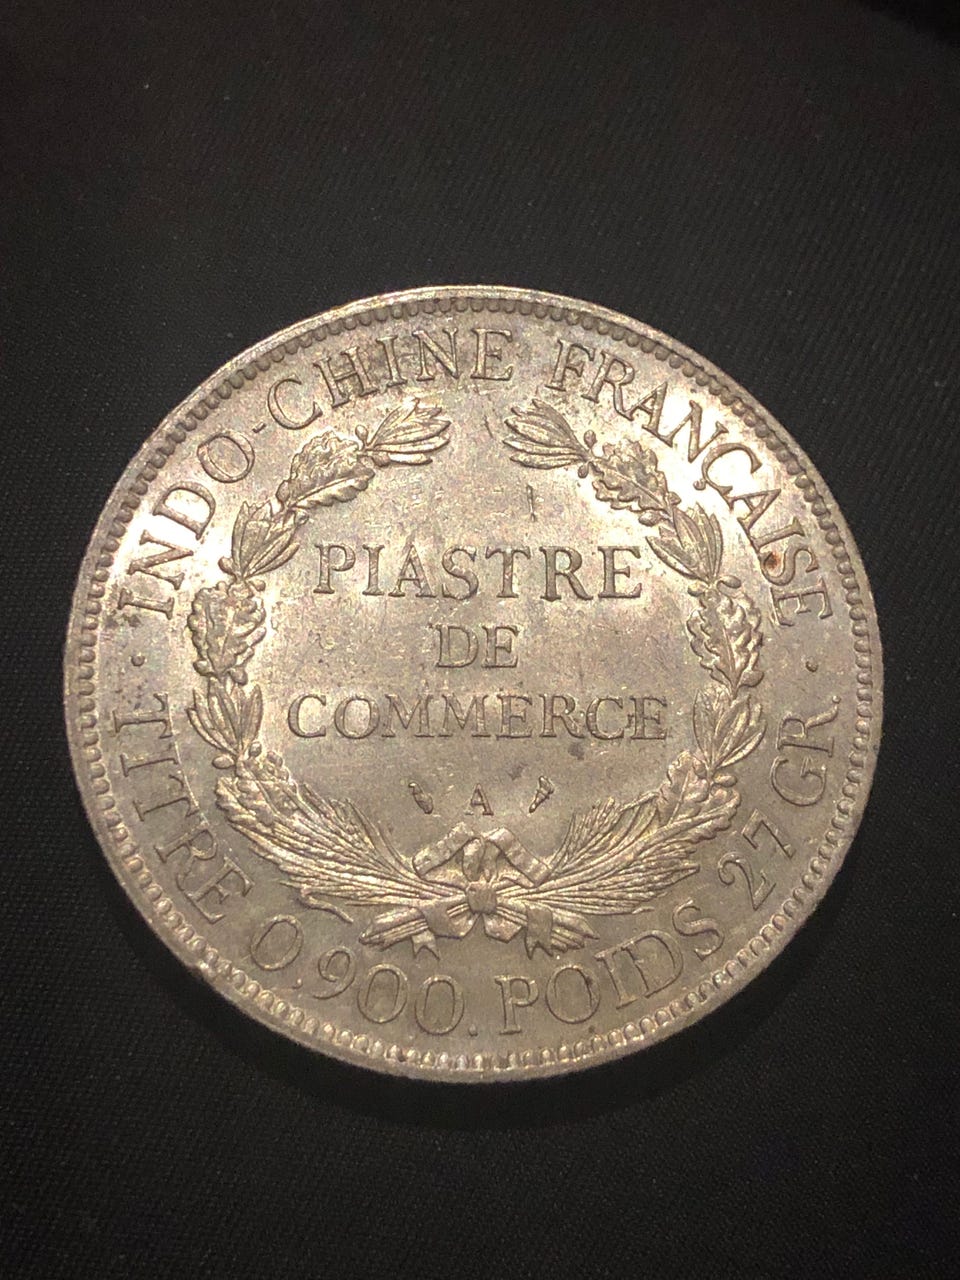 INDO-CHINE FRANÇAISE
PIASTRE
DE
COMMERCE
A
· TITRE 0,900. POIDS 27 GR. ·